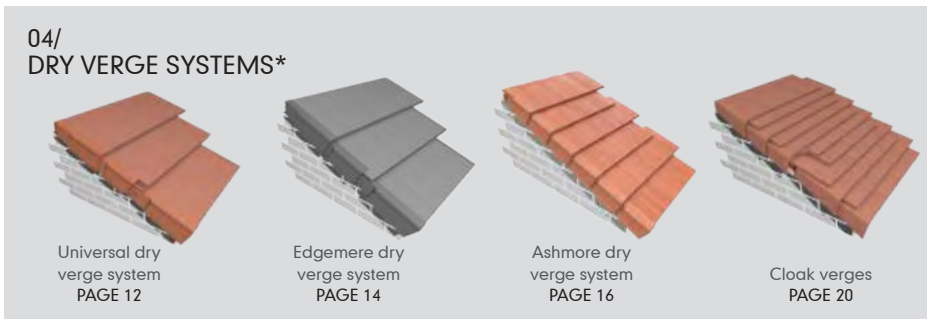 04/
DRY VERGE SYSTEMS*
Universal dry
verge system
PAGE 12
Edgemere dry
verge system
PAGE 14
Ashmore dry
verge system
PAGE 16
Cloak verges
PAGE 20